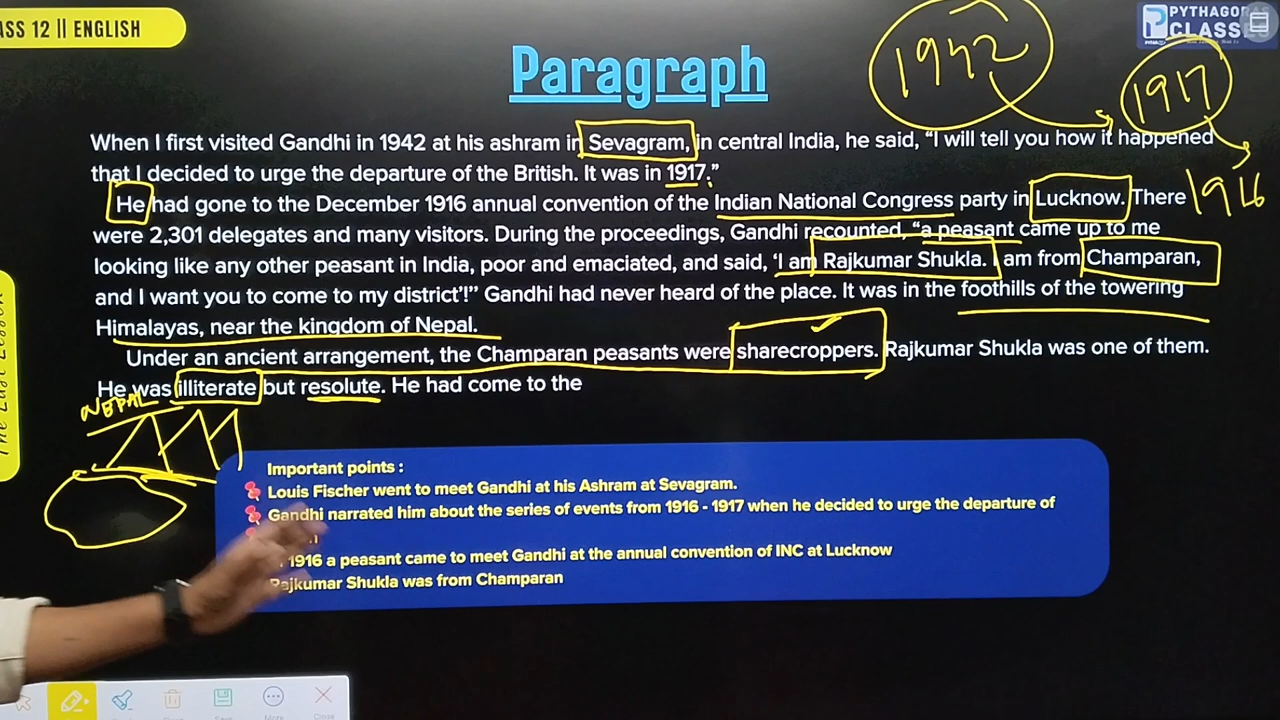 ASS 12 || ENGLISH
PYTHAGORAS
CLASSES
1942
1917
Paragraph
When I first visited Gandhi in 1942 at his ashram in Sevagram, in central India, he said, “I will tell you how it happened
that I decided to urge the departure of the British. It was in 1917.”
He had gone to the December 1916 annual convention of the Indian National Congress party in Lucknow. There
1916
were 2,301 delegates and many visitors. During the proceedings, Gandhi recounted, “a peasant came up to me
looking like any other peasant in India, poor and emaciated, and said, ‘I am Rajkumar Shukla. I am from Champaran,
and I want you to come to my district’!” Gandhi had never heard of the place. It was in the foothills of the towering
Himalayas, near the kingdom of Nepal.
Under an ancient arrangement, the Champaran peasants were sharecroppers. Rajkumar Shukla was one of them.
He was illiterate but resolute. He had come to the
The Last Lesson
NEPAL
Important points :
Louis Fischer went to meet Gandhi at his Ashram at Sevagram.
Gandhi narrated him about the series of events from 1916 - 1917 when he decided to urge the departure of
1916 a peasant came to meet Gandhi at the annual convention of INC at Lucknow
Rajkumar Shukla was from Champaran
More
Close